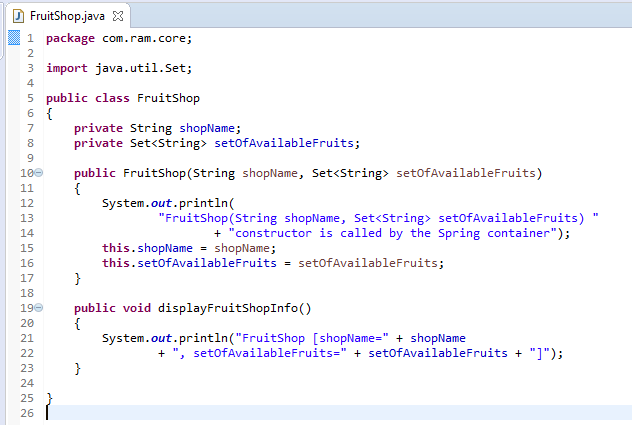 FruitShop.java
1 package com.ram.core;
2
3 import java.util.Set;
4
5 public class FruitShop
6 {
7     private String shopName;
8     private Set<String> setOfAvailableFruits;
9
10     public FruitShop(String shopName, Set<String> setOfAvailableFruits)
11     {
12         System.out.println(
13                 "FruitShop(String shopName, Set<String> setOfAvailableFruits) "
14                         + "constructor is called by the Spring container");
15         this.shopName = shopName;
16         this.setOfAvailableFruits = setOfAvailableFruits;
17     }
18
19     public void displayFruitShopInfo()
20     {
21         System.out.println("FruitShop [shopName=" + shopName
22                 + ", setOfAvailableFruits=" + setOfAvailableFruits + "]");
23     }
24
25 }
26